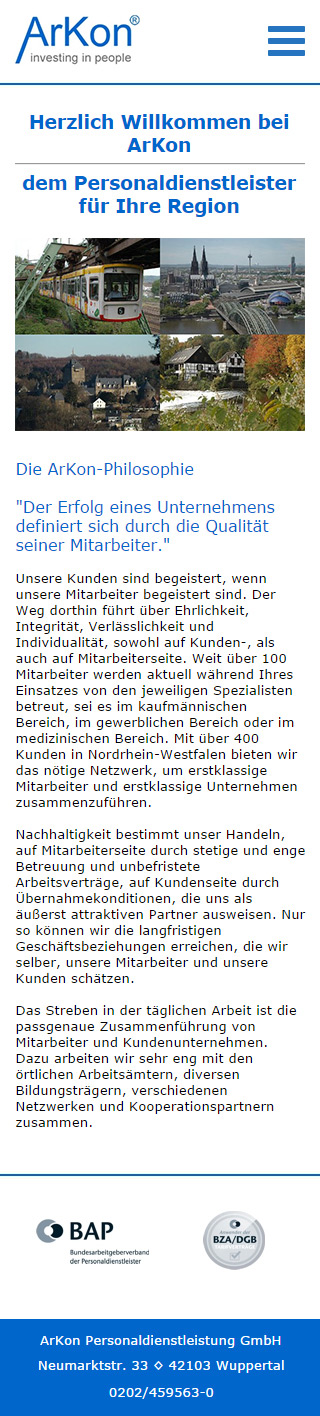 ArKon®
investing in people
Herzlich Willkommen bei
ArKon
dem Personaldienstleister
für Ihre Region
Die ArKon-Philosophie
"Der Erfolg eines Unternehmens
definiert sich durch die Qualität
seiner Mitarbeiter."
Unsere Kunden sind begeistert, wenn
unsere Mitarbeiter begeistert sind. Der
Weg dorthin führt über Ehrlichkeit,
Integrität, Verlässlichkeit und
Individualität, sowohl auf Kunden-, als
auch auf Mitarbeiterseite. Weit über 100
Mitarbeiter werden aktuell während Ihres
Einsatzes von den jeweiligen Spezialisten
betreut, sei es im kaufmännischen
Bereich, im gewerblichen Bereich oder im
medizinischen Bereich. Mit über 400
Kunden in Nordrhein-Westfalen bieten wir
das nötige Netzwerk, um erstklassige
Mitarbeiter und erstklassige Unternehmen
zusammenzuführen.
Nachhaltigkeit bestimmt unser Handeln,
auf Mitarbeiterseite durch stetige und enge
Betreuung und unbefristete
Arbeitsverträge, auf Kundenseite durch
Übernahmekonditionen, die uns als
äußerst attraktiven Partner ausweisen. Nur
so können wir die langfristigen
Geschäftsbeziehungen erreichen, die wir
selber, unsere Mitarbeiter und unsere
Kunden schätzen.
Das Streben in der täglichen Arbeit ist die
passgenaue Zusammenführung von
Mitarbeiter und Kundenunternehmen.
Dazu arbeiten wir sehr eng mit den
örtlichen Arbeitsämtern, diversen
Bildungsträgern, verschiedenen
Netzwerken und Kooperationspartnern
zusammen.
BAP
Bundesarbeitgeberverband
der Personaldienstleister
Anwender der
BZA/DGB
ArKon Personaldienstleistung GmbH
Neumarktstr. 33 ◊ 42103 Wuppertal
0202/459563-0